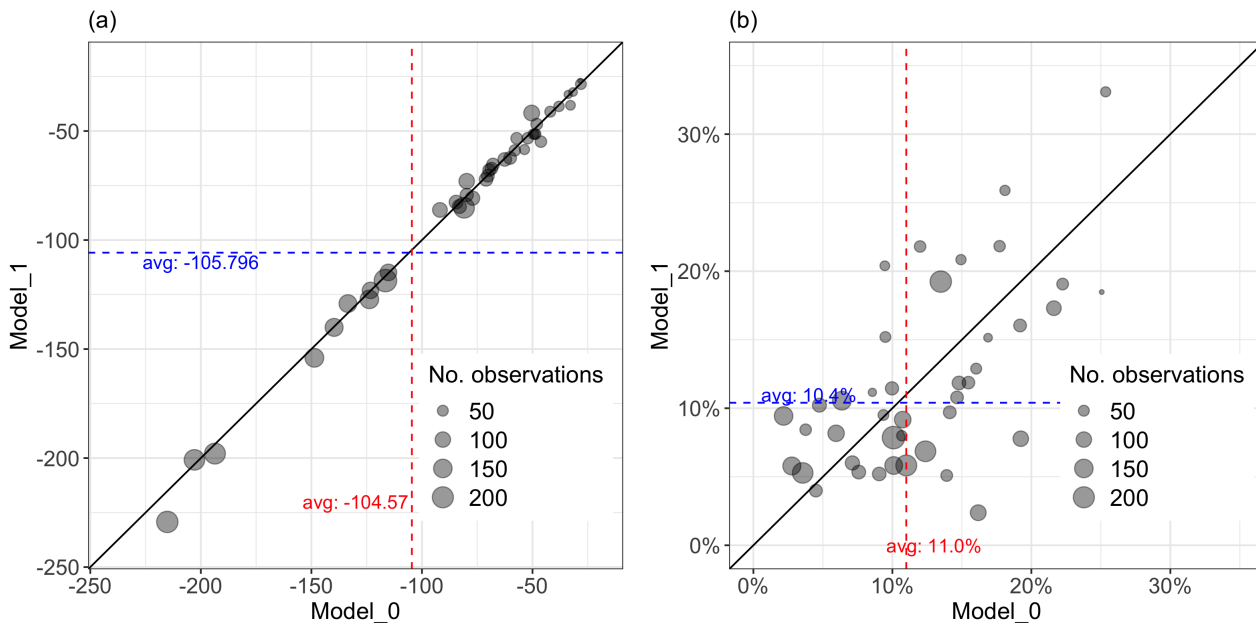 (a)
-50
-100
-150
-200
-250
-250
-200
-150
-100
-50
Model_0
Model_1
avg: -105.796
avg: -104.57
No. observations
50
100
150
200
(b)
30%
20%
10%
0%
0%
10%
20%
30%
Model_0
Model_1
avg: 10.4%
avg: 11.0%
No. observations
50
100
150
200